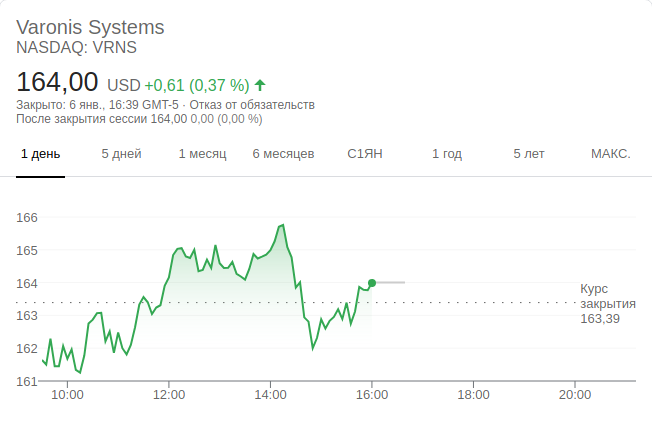 Varonis Systems
NASDAQ: VRNS
164,00 USD +0,61 (0,37 %)
Закрыто: 6 янв., 16:39 GMT-5 · Отказ от обязательств
После закрытия сессии 164,00 0,00 (0,00 %)
1 день 5 дней 1 месяц 6 месяцев С1ЯН 1 год 5 лет МАКС.
166
165
164
163
162
161
Курс
закрытия
163,39
10:00 12:00 14:00 16:00 18:00 20:00